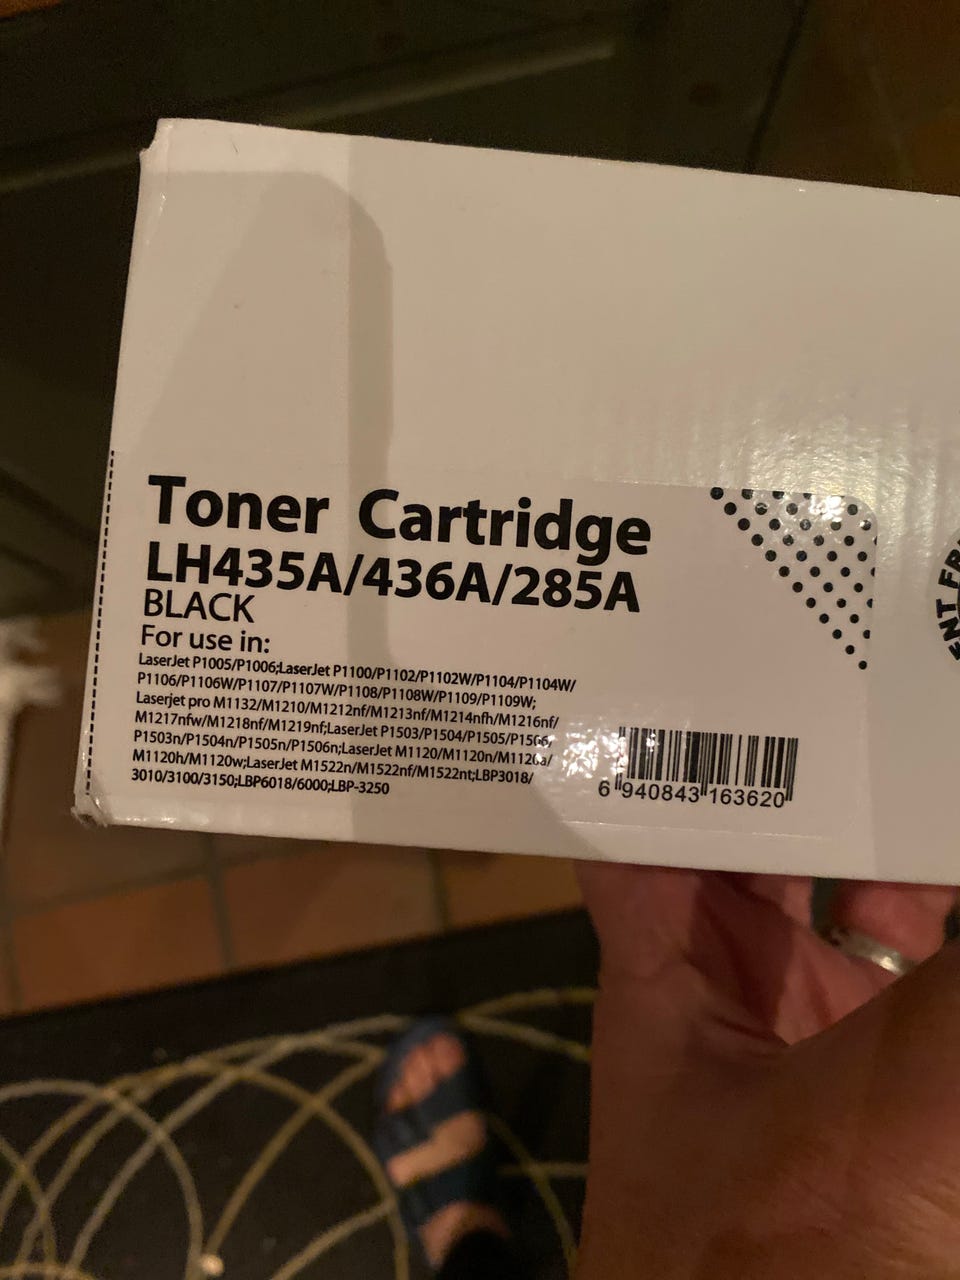 Toner Cartridge
LH435A/436A/285A
BLACK
For use in:
LaserJet P1005/P1006;LaserJet P1100/P1102/P1102W/P1104/P1104W/
P1106/P1106W/P1107/P1107W/P1108/P1108W/P1109/P1109W;
Laserjet pro M1132/M1210/M1212nf/M1213nf/M1214nfh/M1216nf/
M1217nfw/M1218nf/M1219nf;LaserJet P1503/P1504/P1505/P1506/
P1503n/P1504n/P1505n/P1506n;LaserJet M1120/M1120n/M1120a/
M1120h/M1120w;LaserJet M1522n/M1522nf/M1522nt;LBP3018/
3010/3100/3150;LBP6018/6000;LBP-3250
6 940843 163620